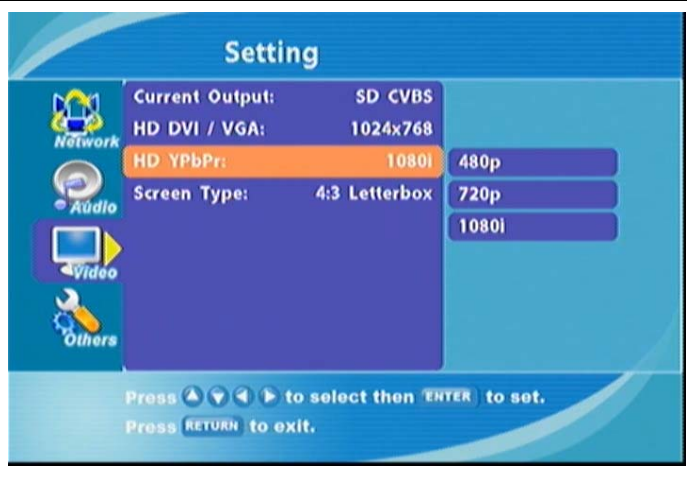 Setting
Network
Audio
Video
Others
Current Output: SD CVBS
HD DVI / VGA: 1024x768
HD YPbPr: 1080i
Screen Type: 4:3 Letterbox
480p
720p
1080i
Press to select then ENTER to set.
Press RETURN to exit.